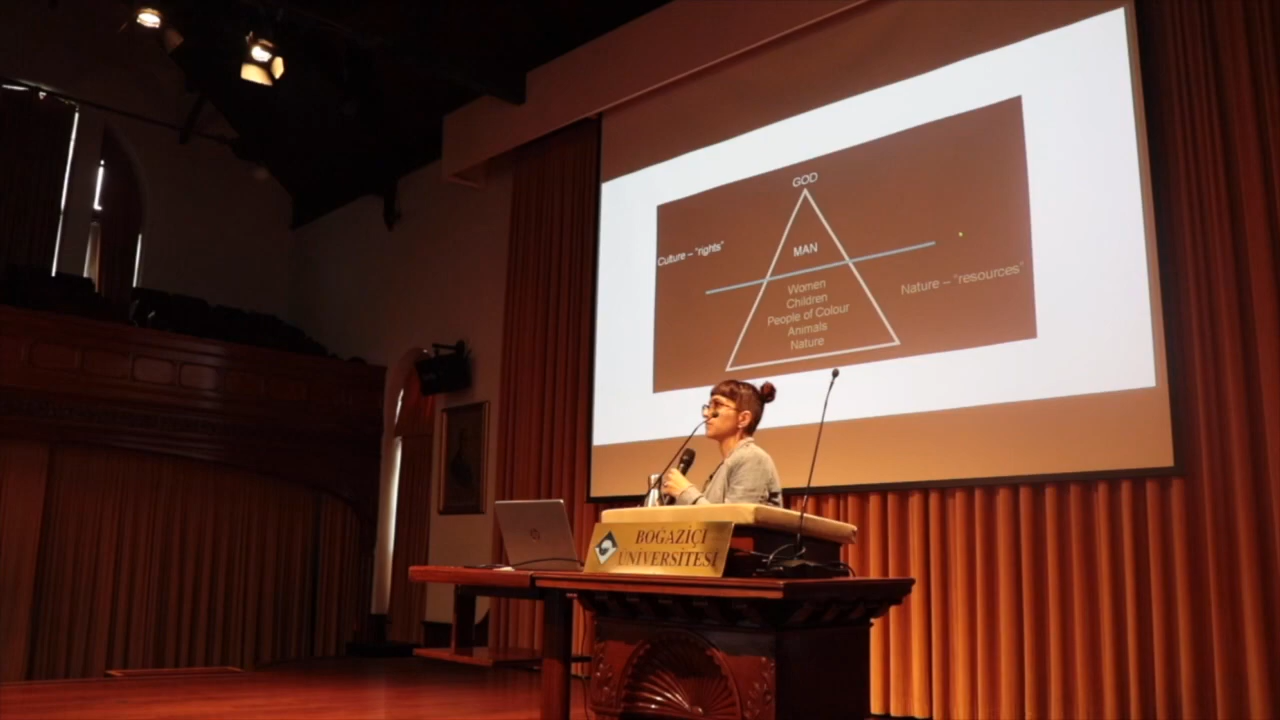 GOD
Culture – "rights"
MAN
Nature – "resources"
Women
Children
People of Colour
Animals
Nature
BOĞAZİÇİ
ÜNİVERSİTESİ